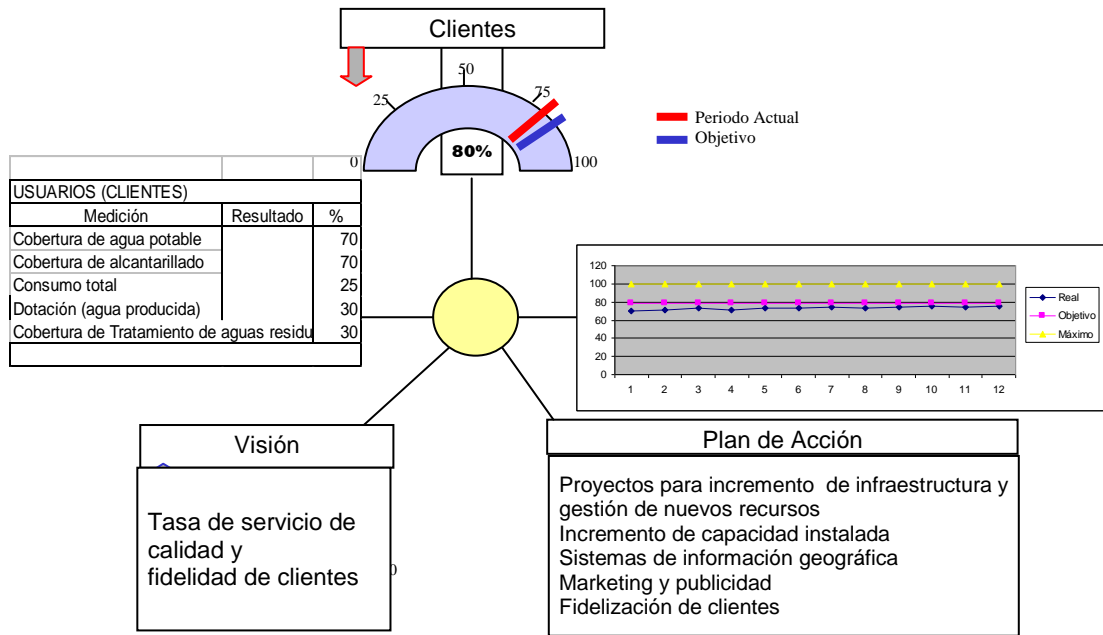 Clientes
50
25
75
0
100
80%
Periodo Actual
Objetivo
USUARIOS (CLIENTES)
Medición Resultado %
Cobertura de agua potable 70
Cobertura de alcantarillado 70
Consumo total 25
Dotación (agua producida) 30
Cobertura de Tratamiento de aguas residu 30
120
100
80
60
40
20
0
1 2 3 4 5 6 7 8 9 10 11 12
Real
Objetivo
Máximo
Visión
Tasa de servicio de
calidad y
fidelidad de clientes
0
Plan de Acción
Proyectos para incremento de infraestructura y
gestión de nuevos recursos
Incremento de capacidad instalada
Sistemas de información geográfica
Marketing y publicidad
Fidelización de clientes